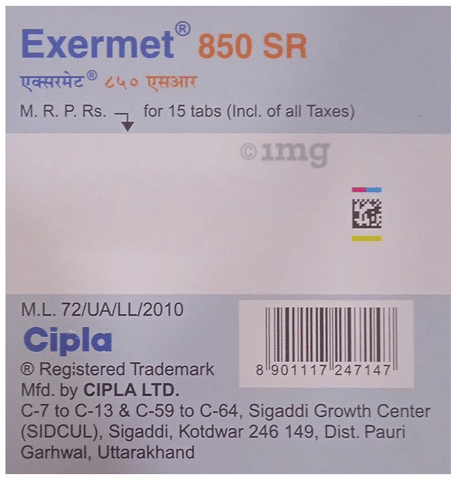 Exermet® 850 SR
एक्सरमेट® ८५० एसआर
M. R. P. Rs. for 15 tabs (Incl. of all Taxes)
©1mg
M.L. 72/UA/LL/2010
Cipla
® Registered Trademark
Mfd. by CIPLA LTD.
8 901117 247147
C-7 to C-13 & C-59 to C-64, Sigaddi Growth Center
(SIDCUL), Sigaddi, Kotdwar 246 149, Dist. Pauri
Garhwal, Uttarakhand